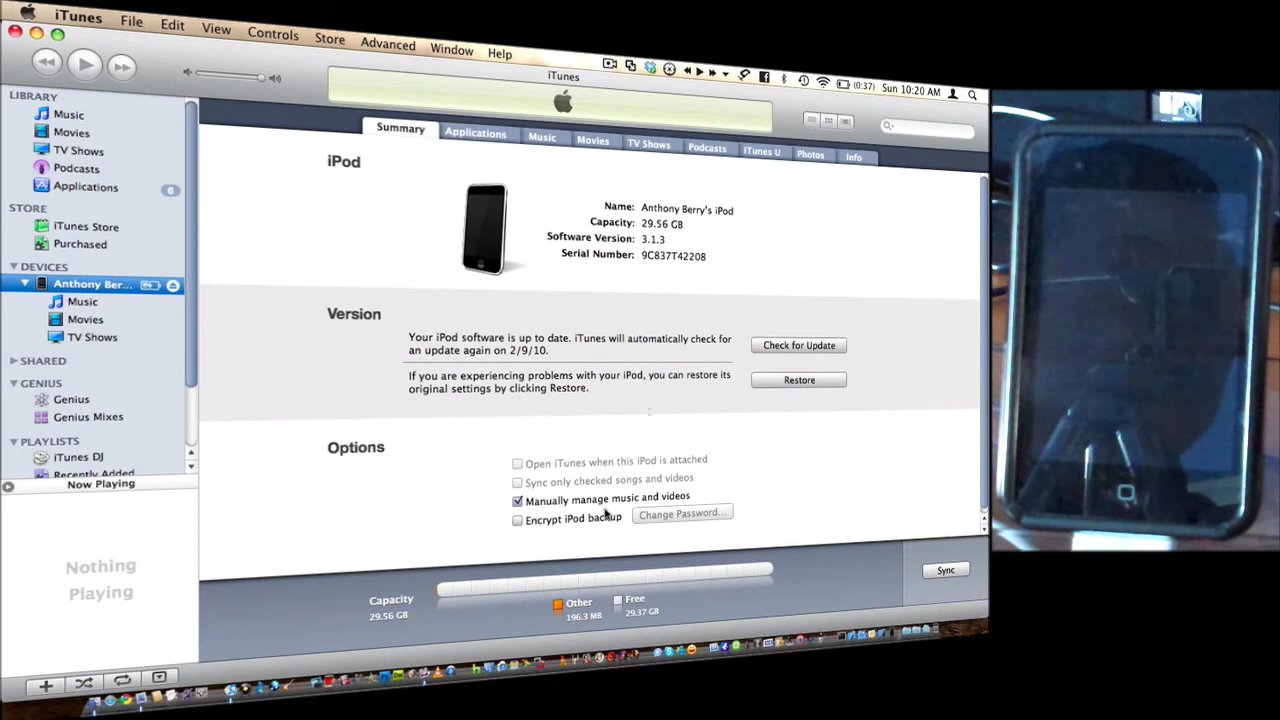 iTunes File Edit View Controls Store Advanced Window Help
(0:37) Sun 10:20 AM
iTunes
LIBRARY
Music
Movies
TV Shows
Podcasts
Applications 6
STORE
iTunes Store
Purchased
DEVICES
Anthony Ber...
Music
Movies
TV Shows
SHARED
GENIUS
Genius
Genius Mixes
PLAYLISTS
iTunes DJ
Recently Added
Now Playing
Nothing
Playing
Summary Applications Music Movies TV Shows Podcasts iTunes U Photos Info
iPod
Name: Anthony Berry's iPod
Capacity: 29.56 GB
Software Version: 3.1.3
Serial Number: 9C837T42208
Version
Your iPod software is up to date. iTunes will automatically check for
an update again on 2/9/10.
Check for Update
If you are experiencing problems with your iPod, you can restore its
original settings by clicking Restore.
Restore
Options
Open iTunes when this iPod is attached
Sync only checked songs and videos
Manually manage music and videos
Encrypt iPod backup Change Password...
Capacity
29.56 GB
Other
196.3 MB
Free
29.37 GB
Sync